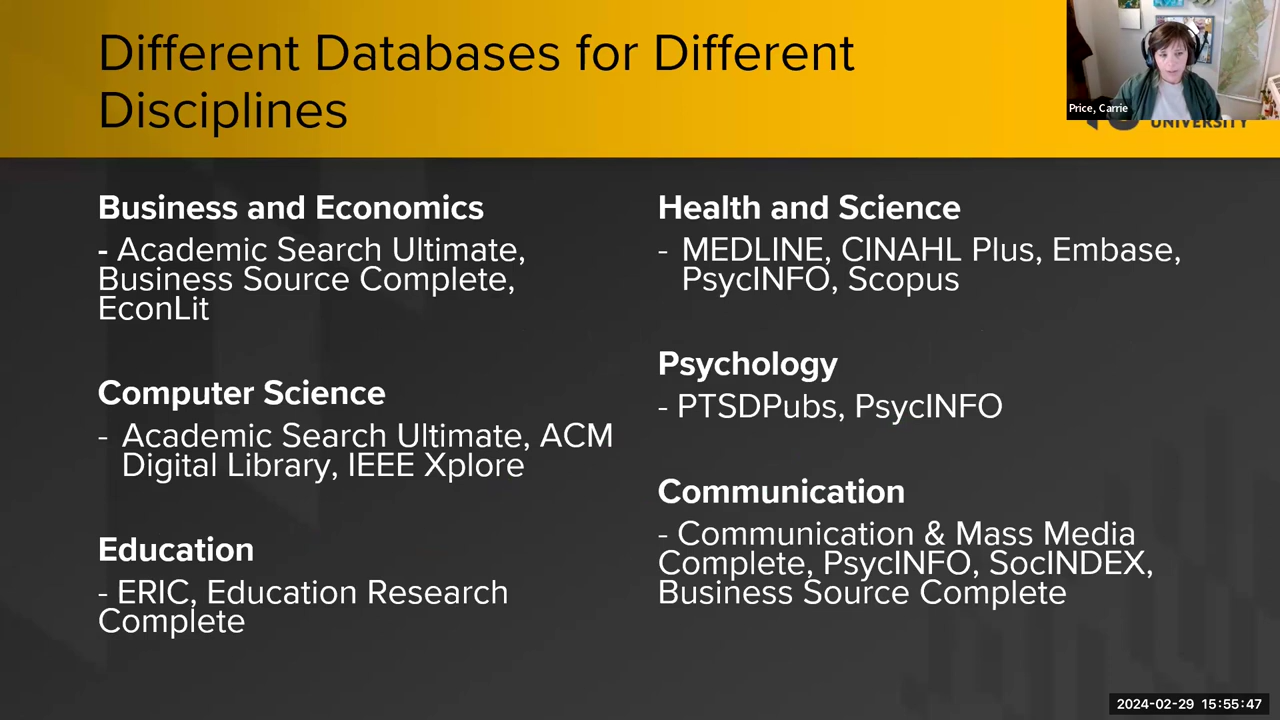 Different Databases for Different
Disciplines
Price, Carrie
UNIVERSITY
Business and Economics
- Academic Search Ultimate,
Business Source Complete,
EconLit
Computer Science
- Academic Search Ultimate, ACM
Digital Library, IEEE Xplore
Education
- ERIC, Education Research
Complete
Health and Science
- MEDLINE, CINAHL Plus, Embase,
PsycINFO, Scopus
Psychology
- PTSDPubs, PsycINFO
Communication
- Communication & Mass Media
Complete, PsycINFO, SocINDEX,
Business Source Complete
2024-02-29 15:55:47